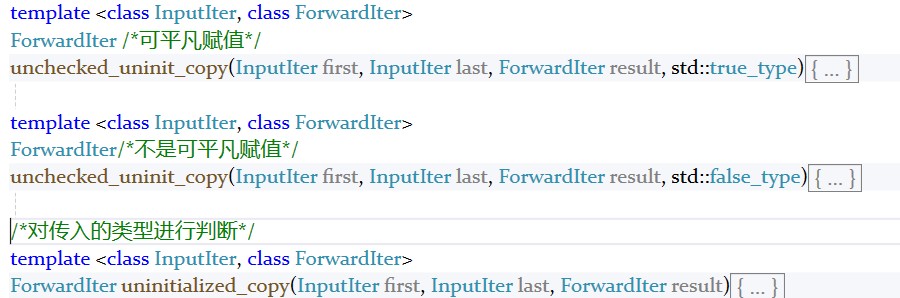 template <class InputIter, class ForwardIter>
ForwardIter /*可平凡赋值*/
unchecked_uninit_copy(InputIter first, InputIter last, ForwardIter result, std::true_type){ ... }
template <class InputIter, class ForwardIter>
ForwardIter/*不是可平凡赋值*/
unchecked_uninit_copy(InputIter first, InputIter last, ForwardIter result, std::false_type){ ... }
/*对传入的类型进行判断*/
template <class InputIter, class ForwardIter>
ForwardIter uninitialized_copy(InputIter first, InputIter last, ForwardIter result){ ... }